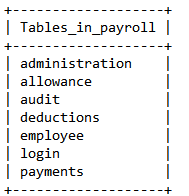 +-------------------+
| Tables_in_payroll |
+-------------------+
| administration    |
| allowance         |
| audit             |
| deductions        |
| employee          |
| login             |
| payments          |
+-------------------+